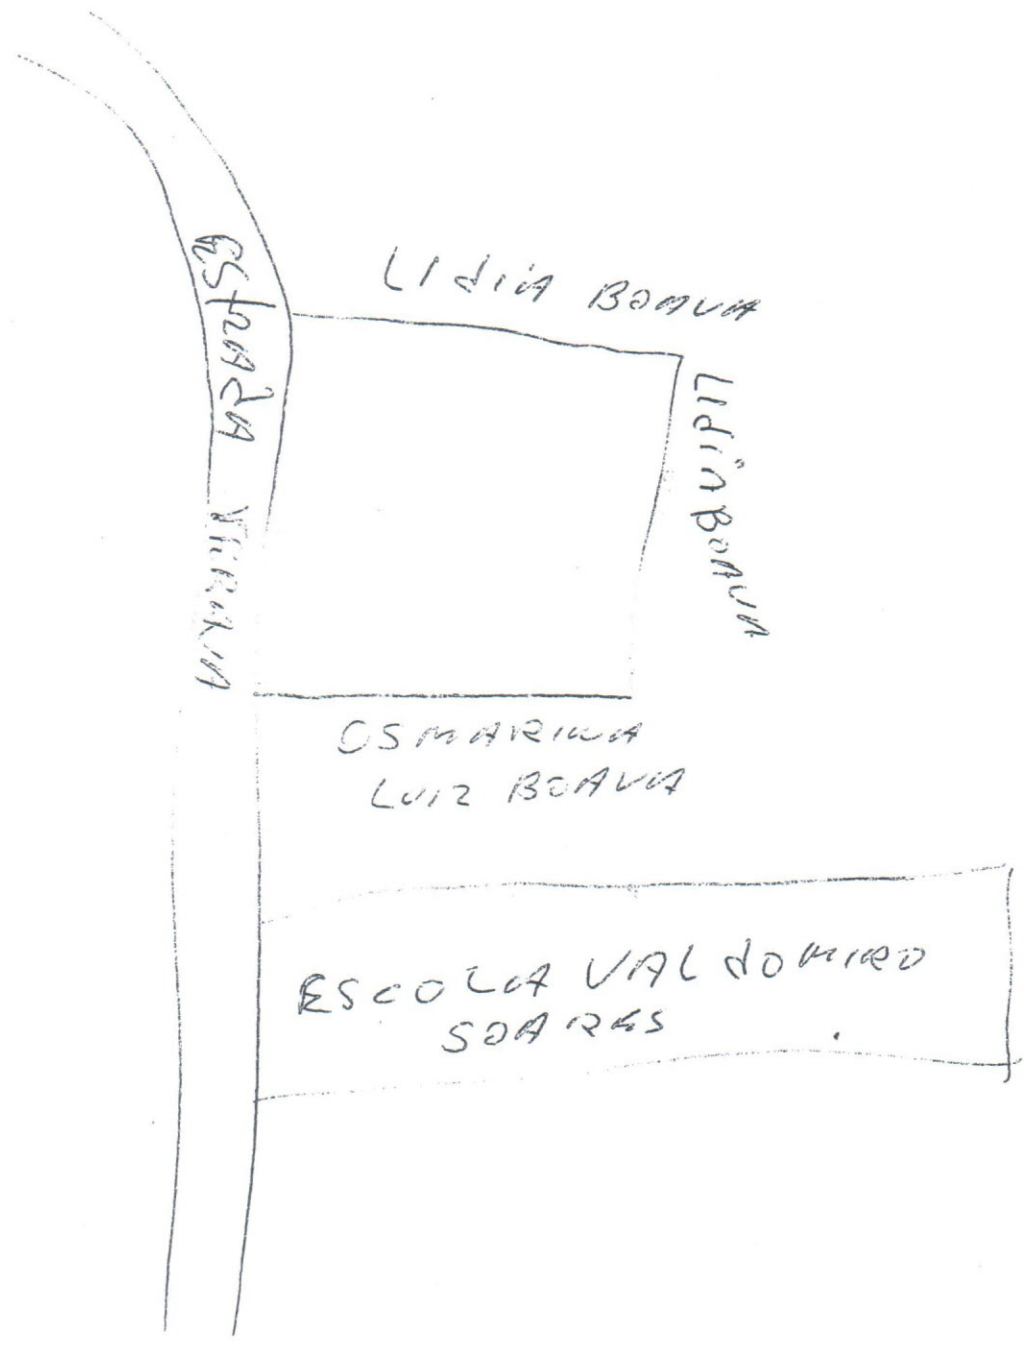 LIdiA BOAVA
EStRAdA
LIdiA BOAVA
OSMARINA
LUIZ BOAVA
ESCOLA VALdOMIRO
SOARES